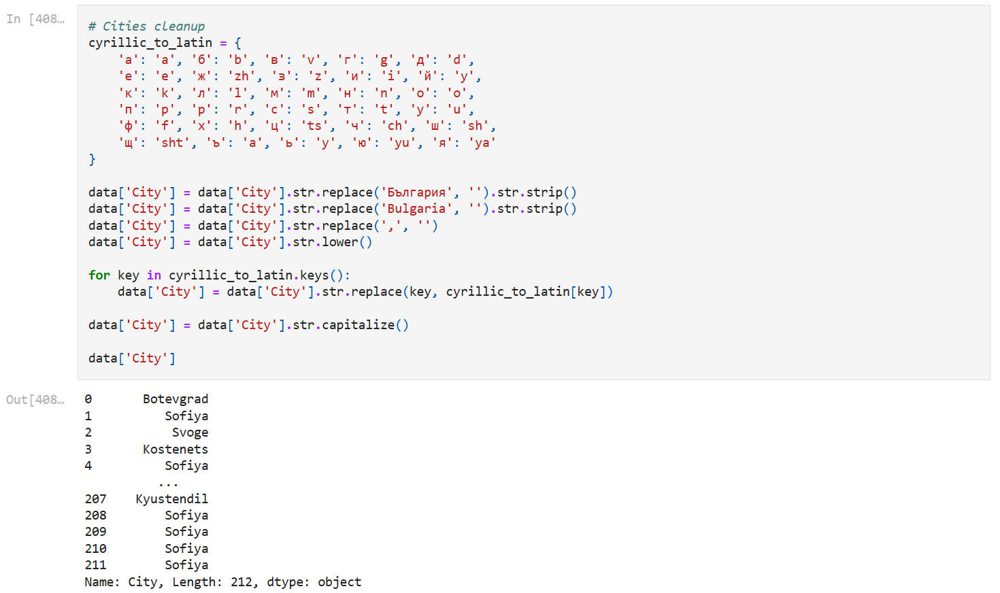 In [408…
# Cities cleanup
cyrillic_to_latin = {
    'а': 'a', 'б': 'b', 'в': 'v', 'г': 'g', 'д': 'd',
    'е': 'e', 'ж': 'zh', 'з': 'z', 'и': 'i', 'й': 'y',
    'к': 'k', 'л': 'l', 'м': 'm', 'н': 'n', 'о': 'o',
    'п': 'p', 'р': 'r', 'с': 's', 'т': 't', 'у': 'u',
    'ф': 'f', 'х': 'h', 'ц': 'ts', 'ч': 'ch', 'ш': 'sh',
    'щ': 'sht', 'ъ': 'a', 'ь': 'y', 'ю': 'yu', 'я': 'ya'
}
data['City'] = data['City'].str.replace('България', '').str.strip()
data['City'] = data['City'].str.replace('Bulgaria', '').str.strip()
data['City'] = data['City'].str.replace(',', '')
data['City'] = data['City'].str.lower()
for key in cyrillic_to_latin.keys():
    data['City'] = data['City'].str.replace(key, cyrillic_to_latin[key])
data['City'] = data['City'].str.capitalize()
data['City']
Out[408…
0       Botevgrad
1          Sofiya
2           Svoge
3       Kostenets
4          Sofiya
          ...
207    Kyustendil
208        Sofiya
209        Sofiya
210        Sofiya
211        Sofiya
Name: City, Length: 212, dtype: object